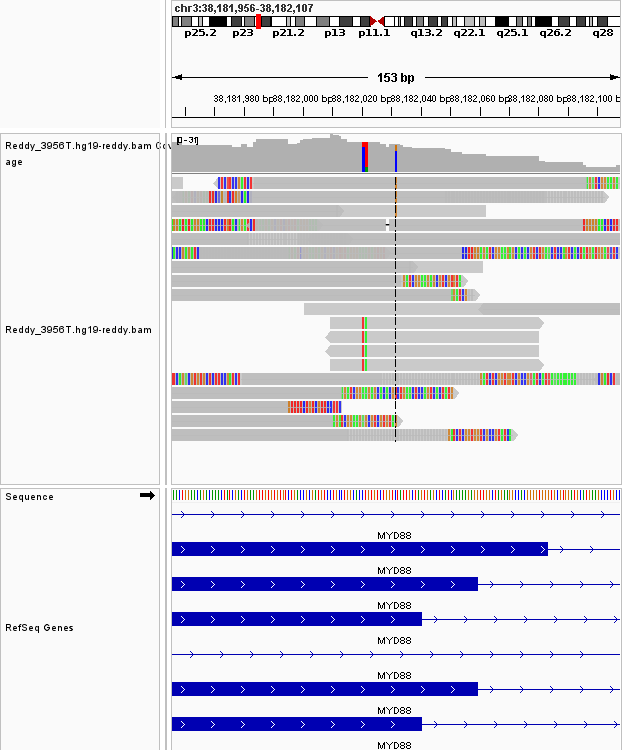 chr3:38,181,956-38,182,107
p25.2 p23 p21.2 p13 p11.1 q13.2 q22.1 q25.1 q26.2 q28
153 bp
38,181,980 bp 38,182,000 bp 38,182,020 bp 38,182,040 bp 38,182,060 bp 38,182,080 bp 38,182,100 b
Reddy_3956T.hg19-reddy.bam Cov
age
[0-31]
Reddy_3956T.hg19-reddy.bam
Sequence
MYD88
MYD88
MYD88
RefSeq Genes
MYD88
MYD88
MYD88
MYD88